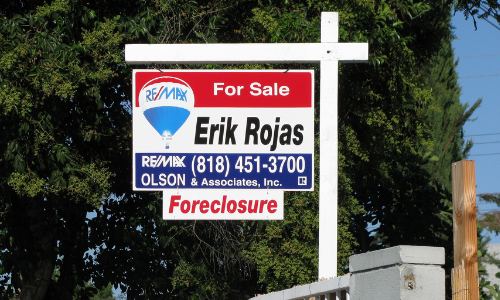 For Sale
RE/MAX
Erik Rojas
RE/MAX (818) 451-3700
OLSON & Associates, Inc. R
Foreclosure